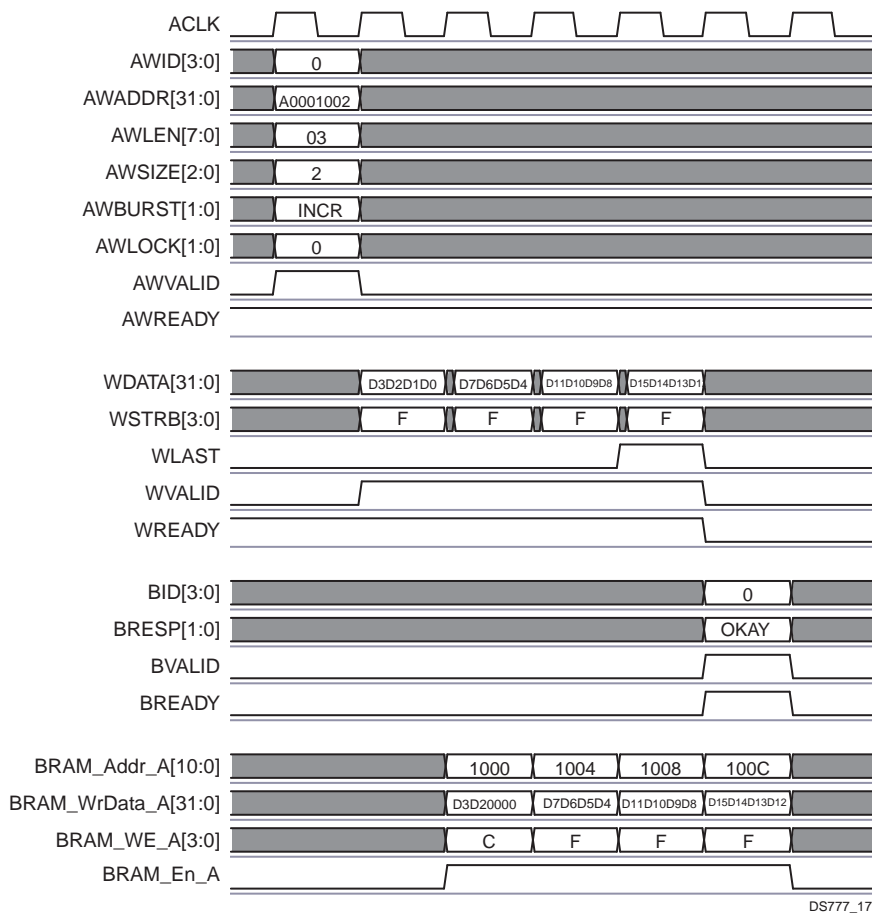 ACLK
AWID[3:0] 0
AWADDR[31:0] A0001002
AWLEN[7:0] 03
AWSIZE[2:0] 2
AWBURST[1:0] INCR
AWLOCK[1:0] 0
AWVALID
AWREADY
WDATA[31:0] D3D2D1D0 D7D6D5D4 D11D10D9D8 D15D14D13D1
WSTRB[3:0] F F F F
WLAST
WVALID
WREADY
BID[3:0] 0
BRESP[1:0] OKAY
BVALID
BREADY
BRAM_Addr_A[10:0] 1000 1004 1008 100C
BRAM_WrData_A[31:0] D3D20000 D7D6D5D4 D11D10D9D8 D15D14D13D12
BRAM_WE_A[3:0] C F F F
BRAM_En_A
DS777_17